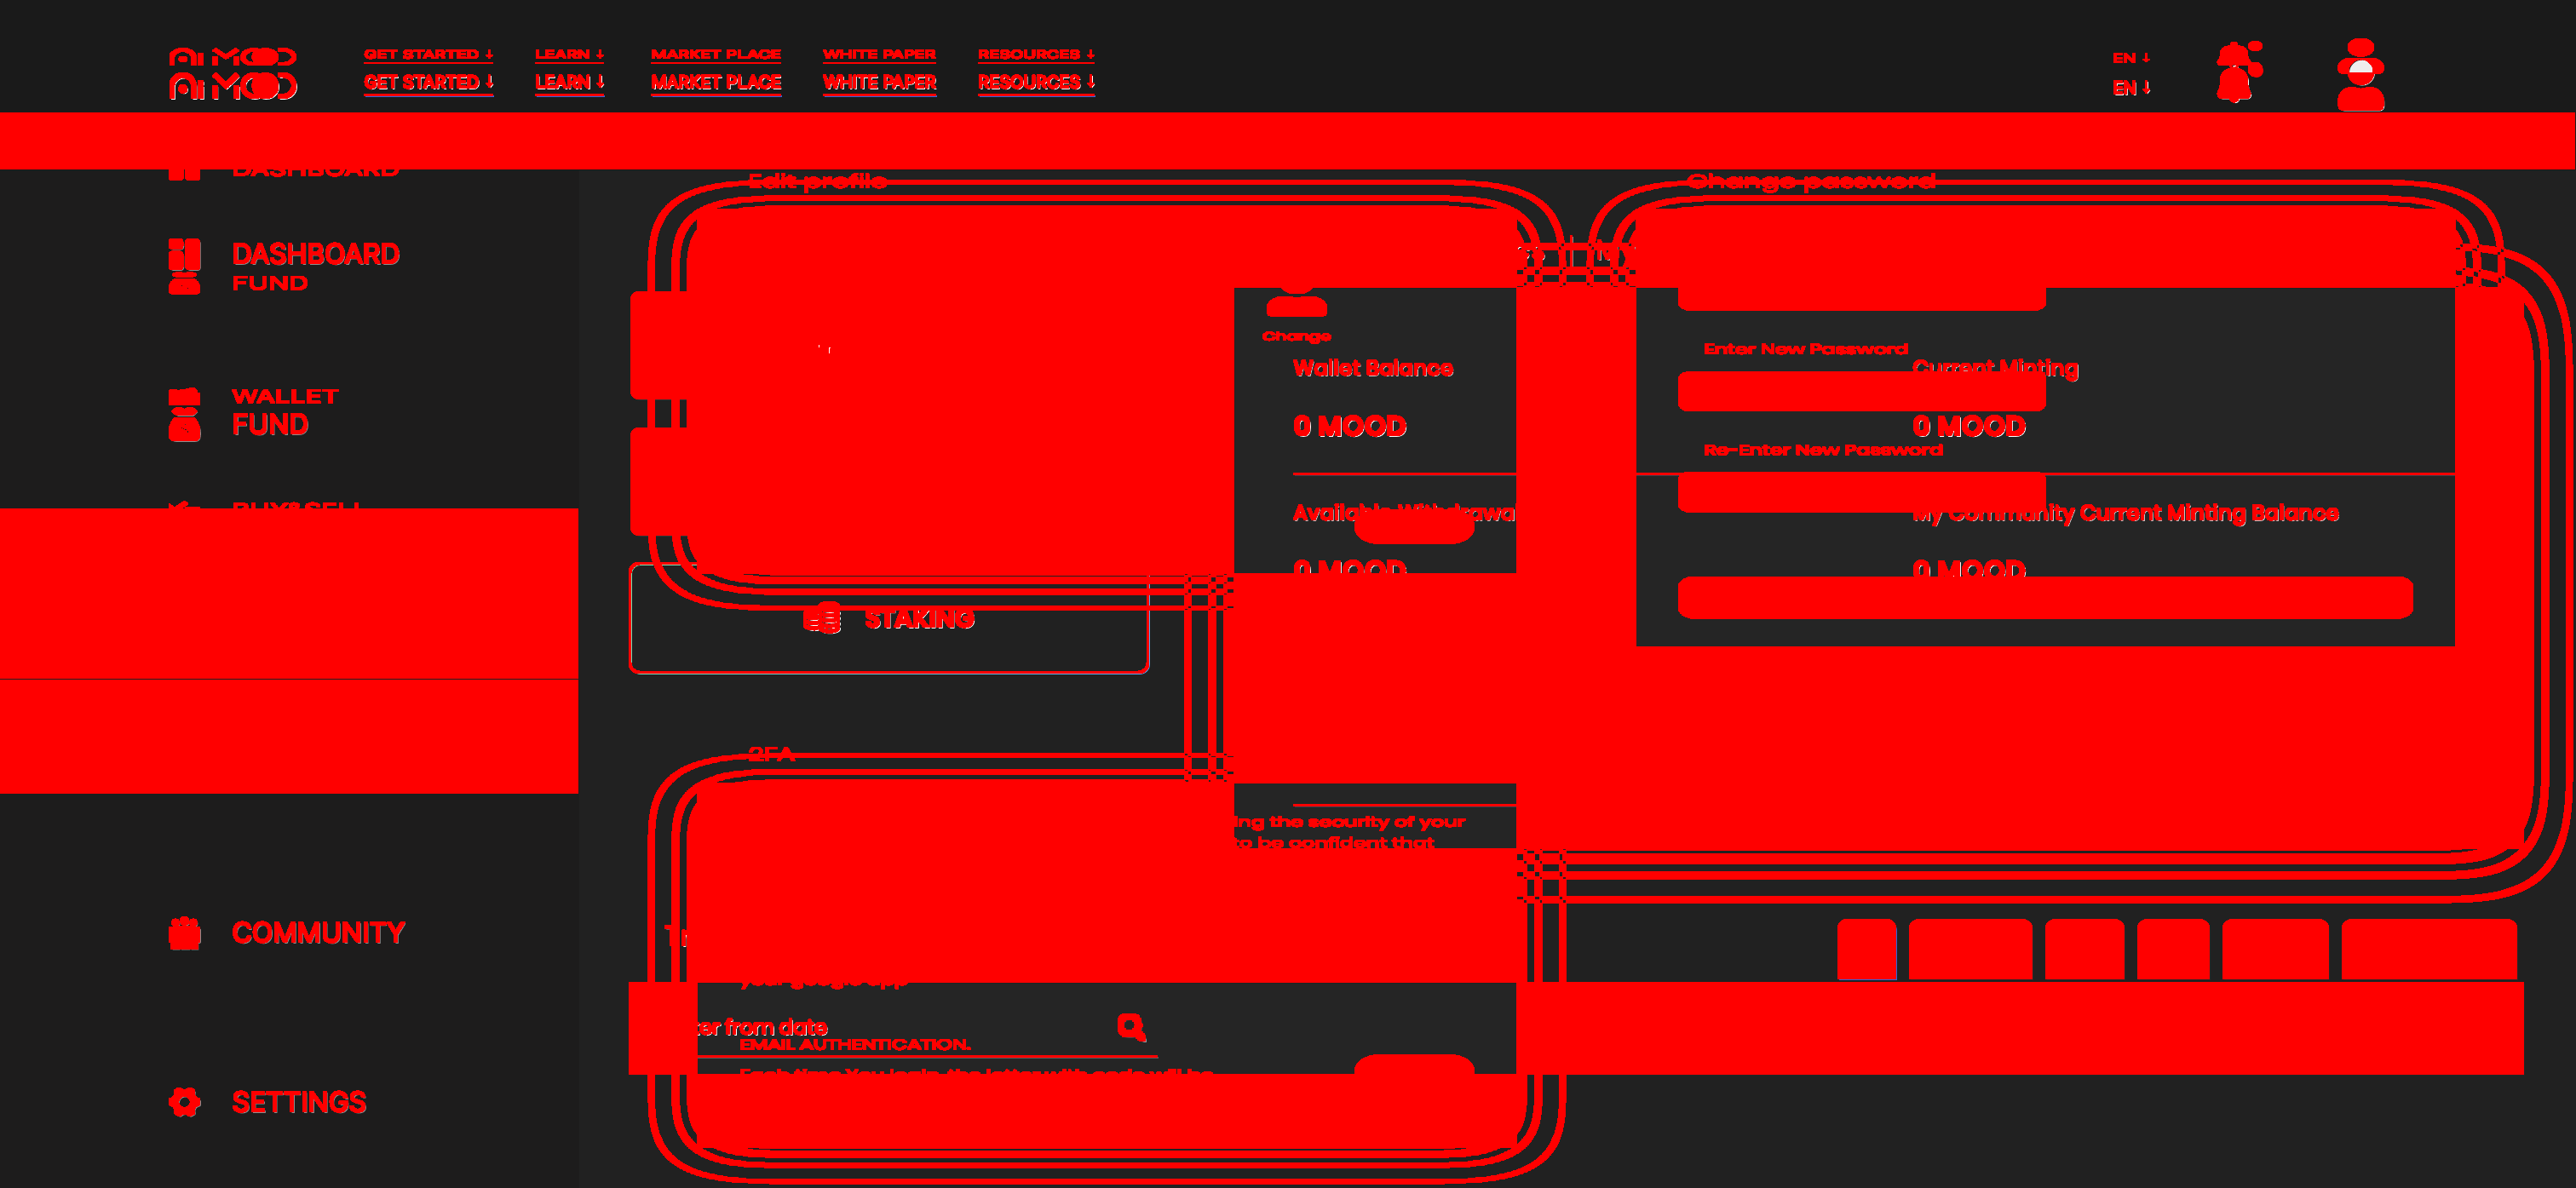 Ai MOOD GET STARTED ↓ LEARN ↓ MARKET PLACE WHITE PAPER RESOURCES ↓ EN ↓
Ai MOOD GET STARTED ↓ LEARN ↓ MARKET PLACE WHITE PAPER RESOURCES ↓ EN ↓
DASHBOARD
Edit profile
Change password
DASHBOARD
FUND
Change
Wallet Balance
Enter New Password
Current Minting
WALLET
FUND
0 MOOD
0 MOOD
Re-Enter New Password
BUY&SELL
My Community Current Minting Balance
0 MOOD
0 MOOD
STAKING
2FA
ing the security of your
to be confident that
COMMUNITY
your google app
from date
EMAIL AUTHENTICATION.
Each time You login, the letter with code will be
SETTINGS